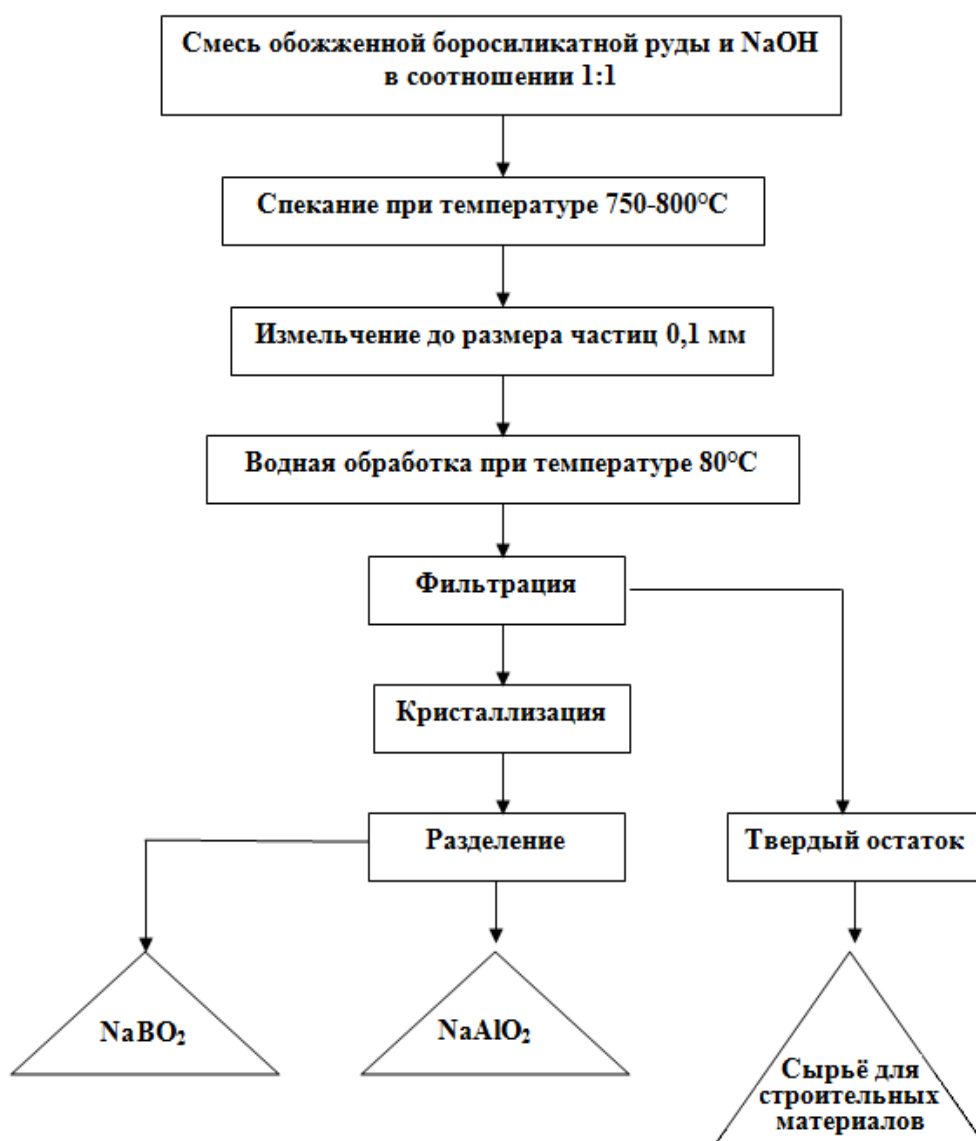 Смесь обожженной боросиликатной руды и NaOH
в соотношении 1:1
Спекание при температуре 750-800°C
Измельчение до размера частиц 0,1 мм
Водная обработка при температуре 80°C
Фильтрация
Кристаллизация
Разделение
Твердый остаток
NaBO₂
NaAlO₂
Сырьё для
строительных
материалов